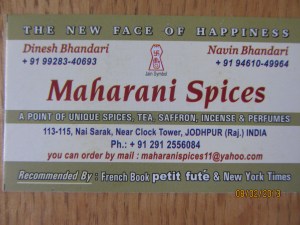 THE NEW FACE OF HAPPINESS
Dinesh Bhandari
+ 91 99283-40693
Jain Symbol
Navin Bhandari
+ 91 94610-49964
Maharani Spices
A POINT OF UNIQUE SPICES, TEA, SAFFRON, INCENSE & PERFUMES
113-115, Nai Sarak, Near Clock Tower, JODHPUR (Raj.) INDIA
Ph.: + 91 291 2556084
you can order by mail : maharanispices11@yahoo.com
Recommended By : French Book petit futé & New York Times